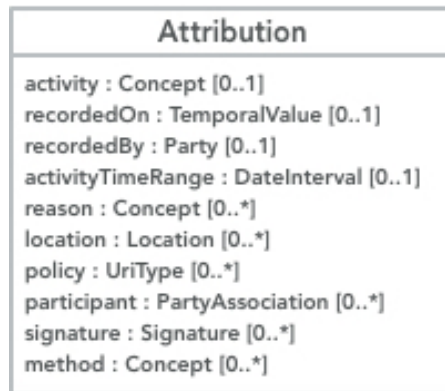 Attribution
activity : Concept [0..1]
recordedOn : TemporalValue [0..1]
recordedBy : Party [0..1]
activityTimeRange : DateInterval [0..1]
reason : Concept [0..*]
location : Location [0..*]
policy : UriType [0..*]
participant : PartyAssociation [0..*]
signature : Signature [0..*]
method : Concept [0..*]